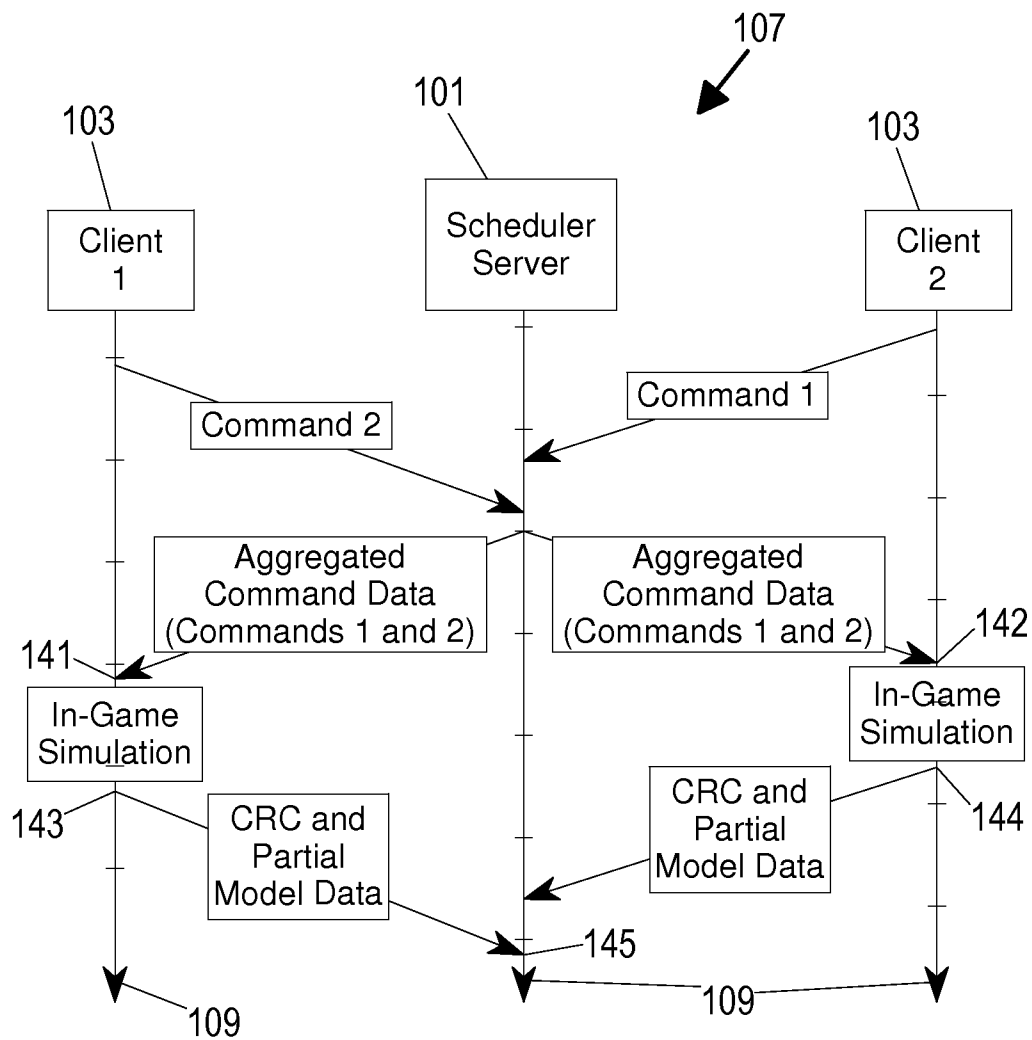 107
101
103
103
Client
1
Scheduler
Server
Client
2
Command 1
Command 2
Aggregated
Command Data
(Commands 1 and 2)
Aggregated
Command Data
(Commands 1 and 2)
141
142
In-Game
Simulation
In-Game
Simulation
143
CRC and
Partial
Model Data
CRC and
Partial
Model Data
144
145
109
109